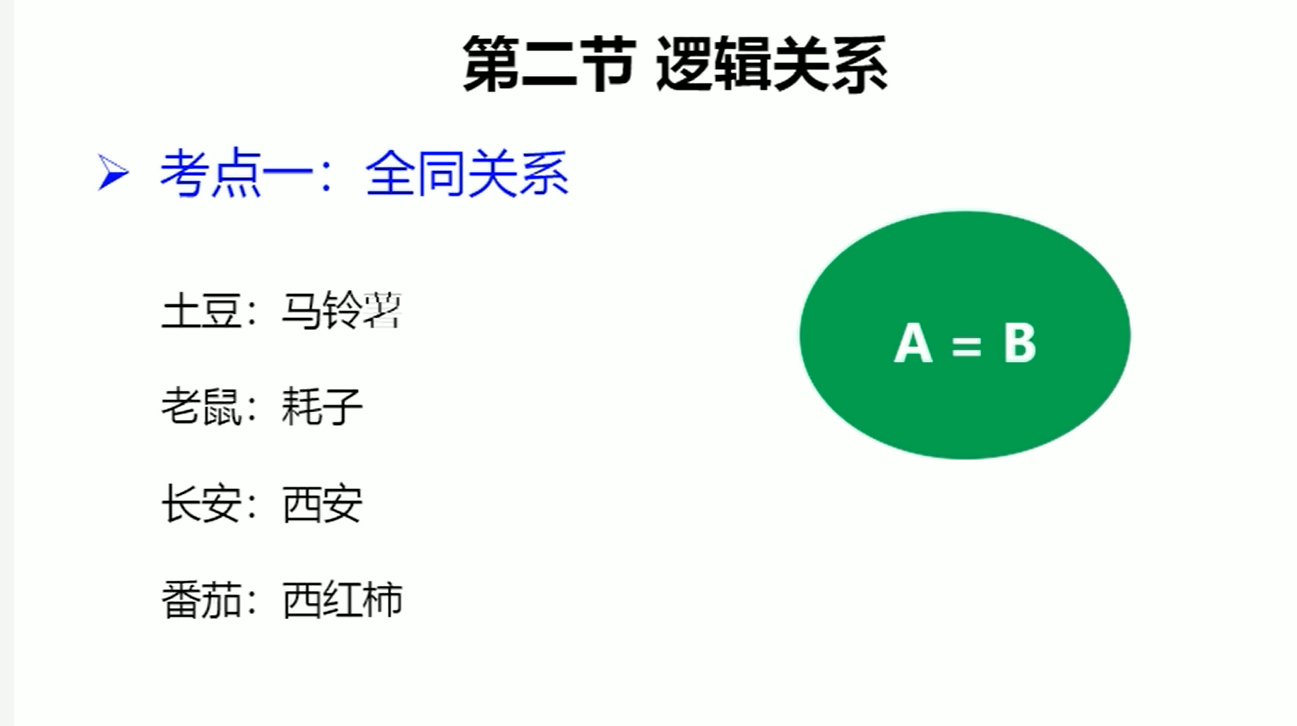 第二节 逻辑关系
考点一：全同关系
土豆：马铃薯
老鼠：耗子
长安：西安
番茄：西红柿
A = B